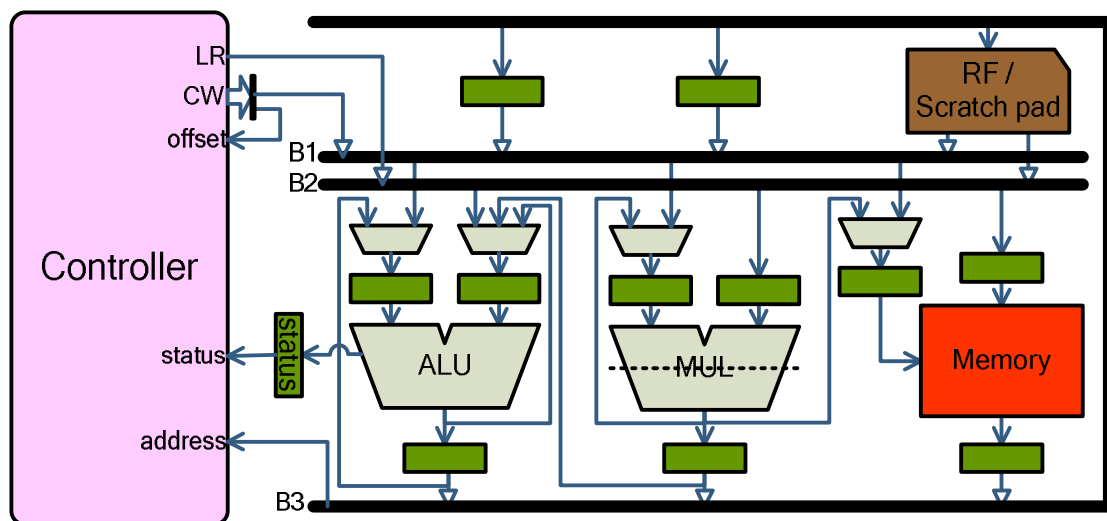 LR
CW
offset
Controller
status
address
status
B1
B2
B3
RF /
Scratch pad
ALU
MUL
Memory